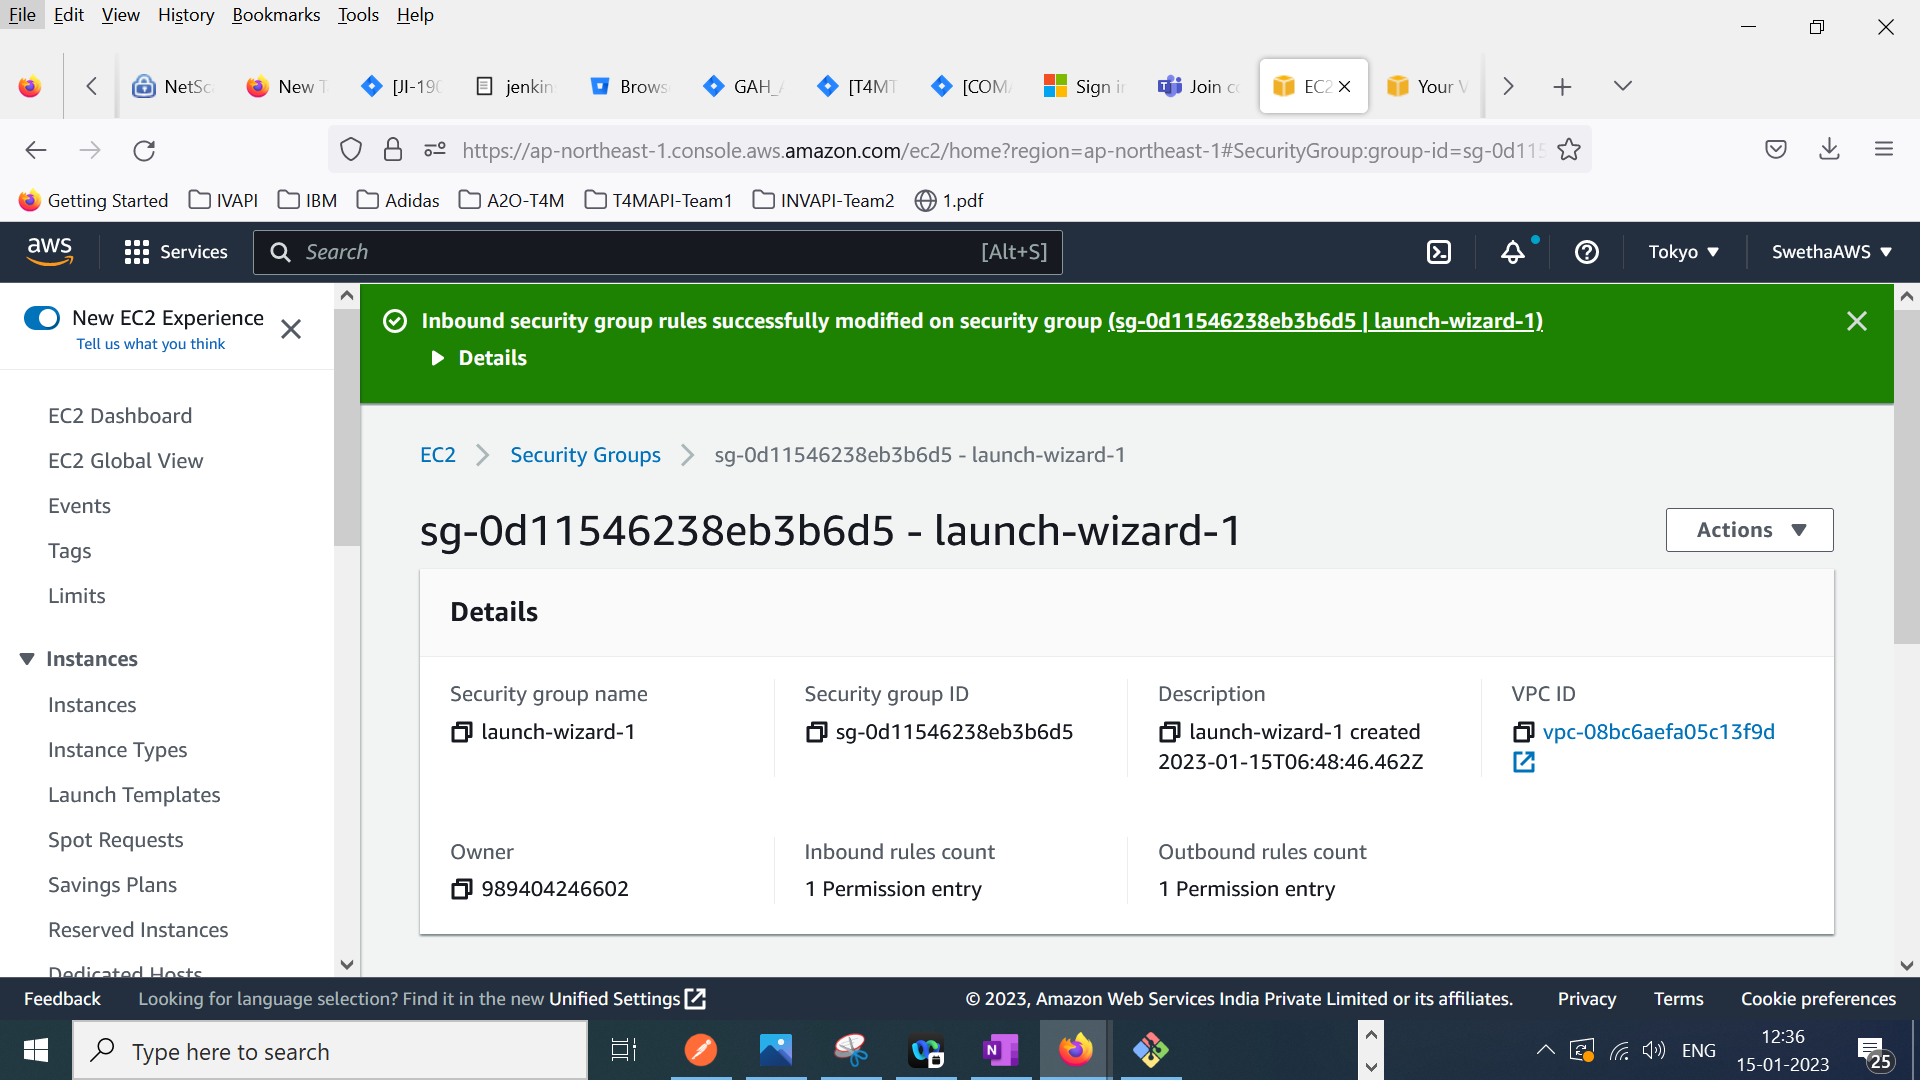 File Edit View History Bookmarks Tools Help
NetSc New T [JI-190 jenkin Brows GAH_ [T4MT [COM Sign in Join co EC2 Your V
https://ap-northeast-1.console.aws.amazon.com/ec2/home?region=ap-northeast-1#SecurityGroup:group-id=sg-0d115
Getting Started IVAPI IBM Adidas A2O-T4M T4MAPI-Team1 INVAPI-Team2 1.pdf
aws Services Search [Alt+S] Tokyo SwethaAWS
New EC2 Experience
Tell us what you think
EC2 Dashboard
EC2 Global View
Events
Tags
Limits
Instances
Instances
Instance Types
Launch Templates
Spot Requests
Savings Plans
Reserved Instances
Dedicated Hosts
Inbound security group rules successfully modified on security group (sg-0d11546238eb3b6d5 | launch-wizard-1)
Details
EC2 Security Groups sg-0d11546238eb3b6d5 - launch-wizard-1
sg-0d11546238eb3b6d5 - launch-wizard-1
Actions
Details
Security group name
launch-wizard-1
Security group ID
sg-0d11546238eb3b6d5
Description
launch-wizard-1 created
2023-01-15T06:48:46.462Z
VPC ID
vpc-08bc6aefa05c13f9d
Owner
989404246602
Inbound rules count
1 Permission entry
Outbound rules count
1 Permission entry
Feedback Looking for language selection? Find it in the new Unified Settings © 2023, Amazon Web Services India Private Limited or its affiliates. Privacy Terms Cookie preferences
Type here to search
N
ENG
12:36
15-01-2023
25